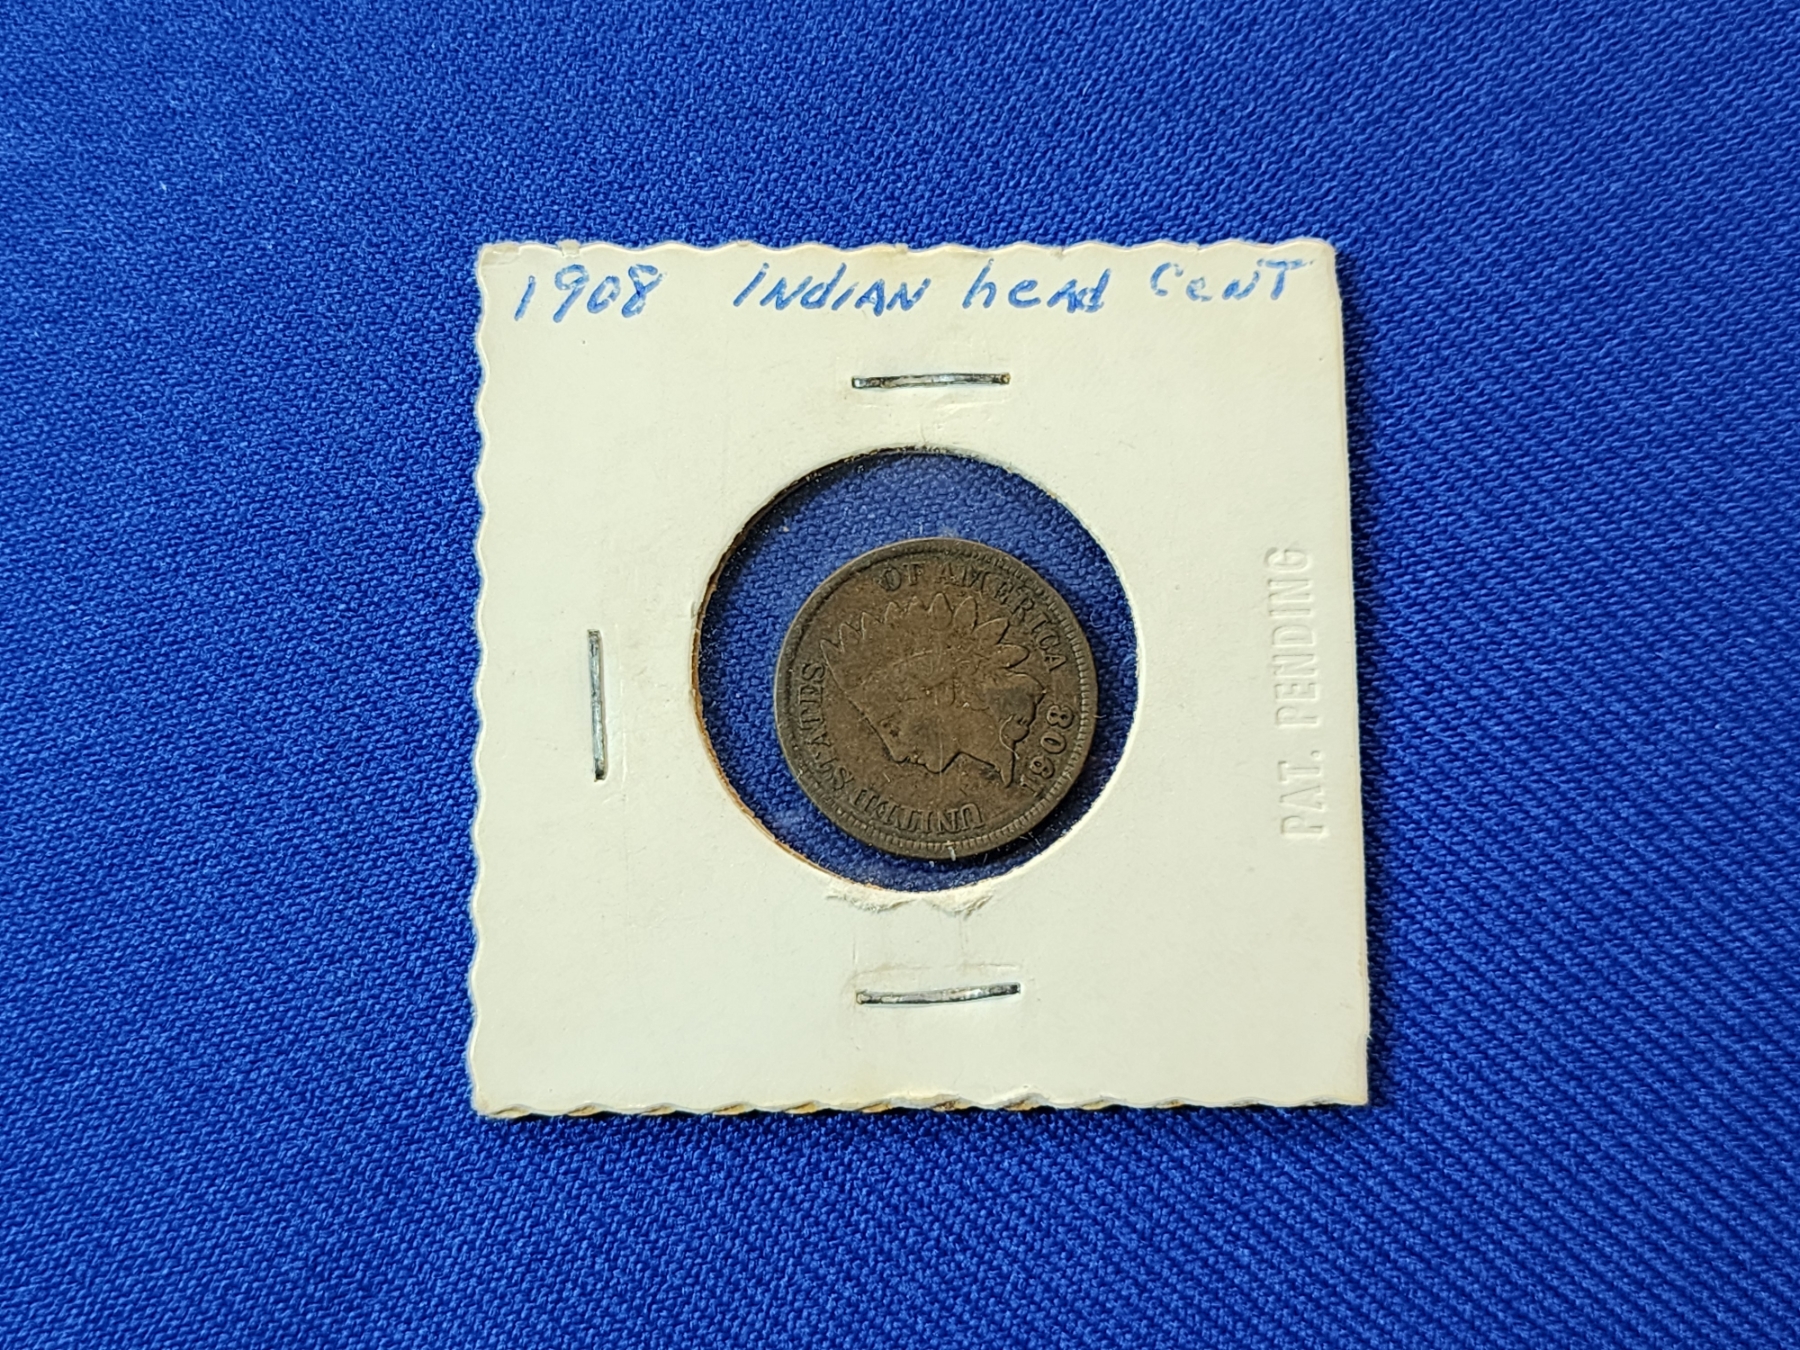 1908 INdIAN heAd CeNT
UNITED STATES OF AMERICA
1908
PAT. PENDING